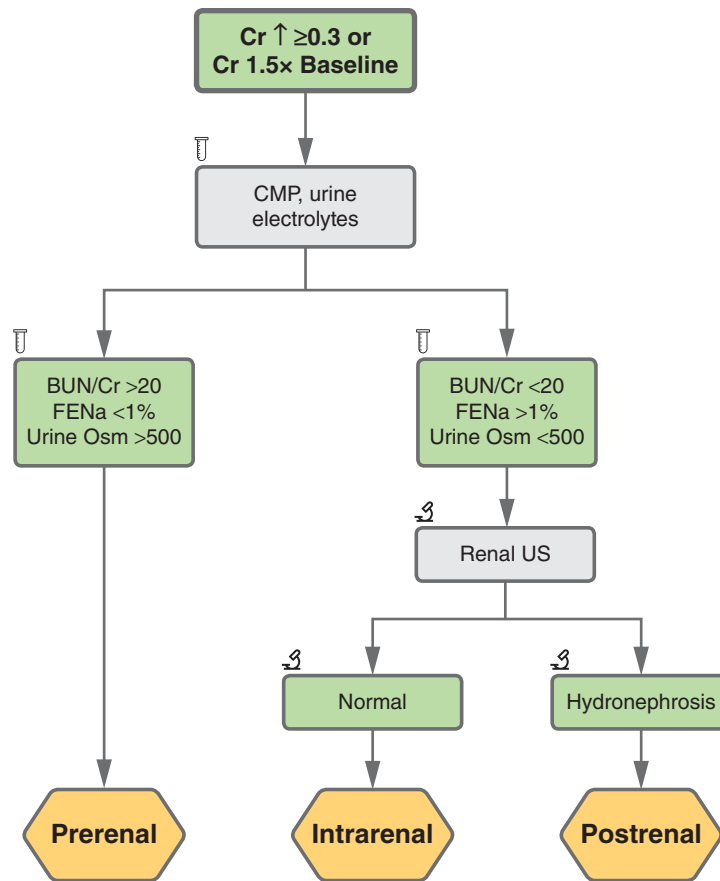 Cr ↑ ≥0.3 or
Cr 1.5× Baseline
CMP, urine
electrolytes
BUN/Cr >20
FENa <1%
Urine Osm >500
BUN/Cr <20
FENa >1%
Urine Osm <500
Renal US
Normal
Hydronephrosis
Prerenal
Intrarenal
Postrenal